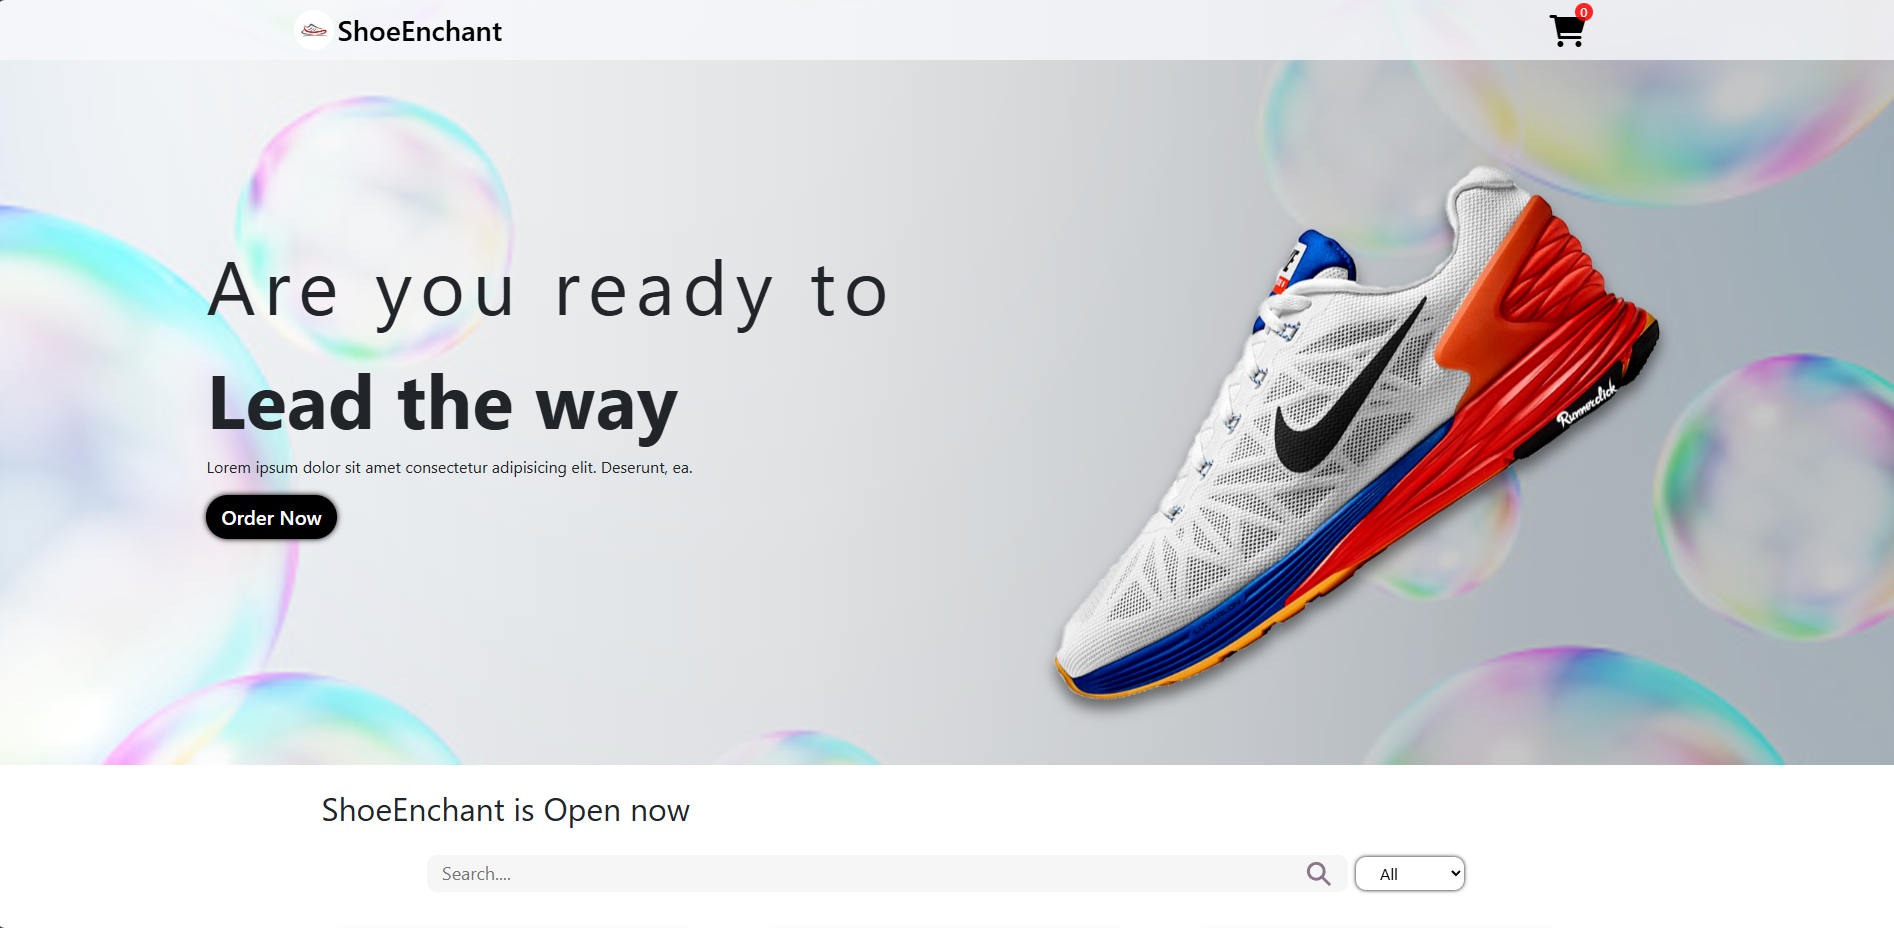 ShoeEnchant
0
Are you ready to
Lead the way
Lorem ipsum dolor sit amet consectetur adipisicing elit. Deserunt, ea.
Order Now
Runnerclick
LUNARLON
ShoeEnchant is Open now
Search....
All